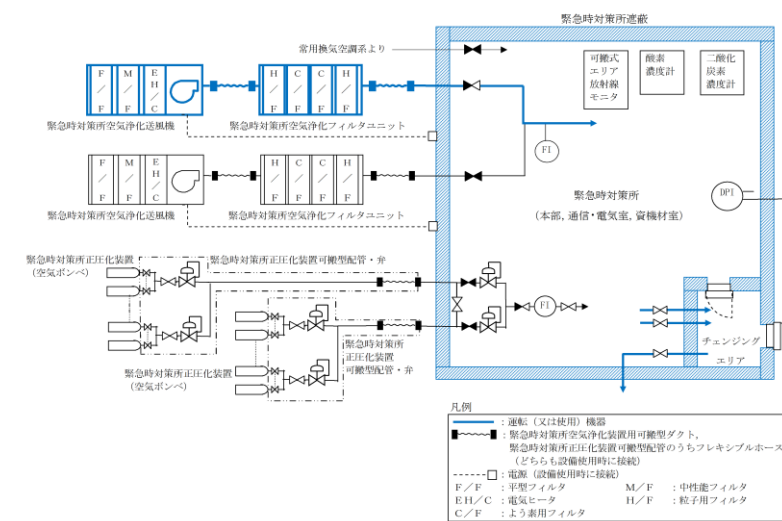 緊急時対策所遮蔽
常用換気空調系より
可搬式
エリア
放射線
モニタ
酸素
濃度計
二酸化
炭素
濃度計
F/F
M/F
EH/C
H/F
C/F
C/F
H/F
緊急時対策所空気浄化送風機
緊急時対策所空気浄化フィルタユニット
FI
F/F
M/F
EH/C
H/F
C/F
C/F
H/F
緊急時対策所空気浄化送風機
緊急時対策所空気浄化フィルタユニット
緊急時対策所
(本部, 通信・電気室, 資機材室)
DPI
緊急時対策所正圧化装置
(空気ボンベ)
緊急時対策所正圧化装置可搬型配管・弁
FI
緊急時対策所
正圧化装置
可搬型配管・弁
緊急時対策所正圧化装置
(空気ボンベ)
チェンジング
エリア
凡例
:運転(又は使用)機器
:緊急時対策所空気浄化装置用可搬型ダクト,
緊急時対策所正圧化装置可搬型配管のうちフレキシブルホース
(どちらも設備使用時に接続)
:電源(設備使用時に接続)
F/F :平型フィルタ M/F :中性能フィルタ
EH/C :電気ヒータ H/F :粒子用フィルタ
C/F :よう素用フィルタ